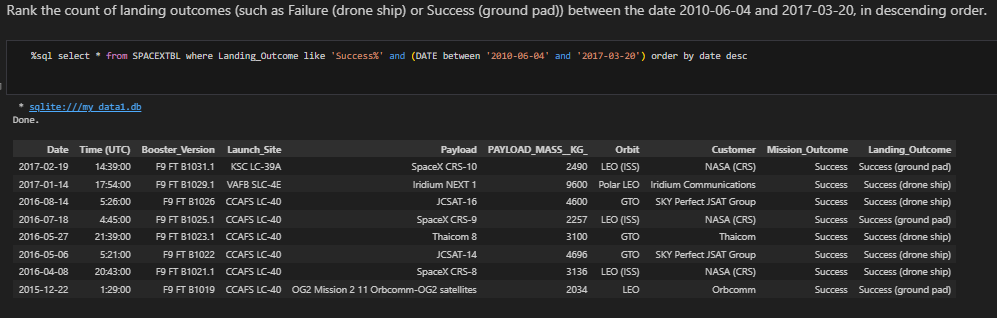 Rank the count of landing outcomes (such as Failure (drone ship) or Success (ground pad)) between the date 2010-06-04 and 2017-03-20, in descending order.
%sql select * from SPACEXTBL where Landing_Outcome like 'Success%' and (DATE between '2010-06-04' and '2017-03-20') order by date desc
* sqlite:///my_data1.db
Done.
Date Time (UTC) Booster_Version Launch_Site Payload PAYLOAD_MASS__KG_ Orbit Customer Mission_Outcome Landing_Outcome
2017-02-19 14:39:00 F9 FT B1031.1 KSC LC-39A SpaceX CRS-10 2490 LEO (ISS) NASA (CRS) Success Success (ground pad)
2017-01-14 17:54:00 F9 FT B1029.1 VAFB SLC-4E Iridium NEXT 1 9600 Polar LEO Iridium Communications Success Success (drone ship)
2016-08-14 5:26:00 F9 FT B1026 CCAFS LC-40 JCSAT-16 4600 GTO SKY Perfect JSAT Group Success Success (drone ship)
2016-07-18 4:45:00 F9 FT B1025.1 CCAFS LC-40 SpaceX CRS-9 2257 LEO (ISS) NASA (CRS) Success Success (ground pad)
2016-05-27 21:39:00 F9 FT B1023.1 CCAFS LC-40 Thaicom 8 3100 GTO Thaicom Success Success (drone ship)
2016-05-06 5:21:00 F9 FT B1022 CCAFS LC-40 JCSAT-14 4696 GTO SKY Perfect JSAT Group Success Success (drone ship)
2016-04-08 20:43:00 F9 FT B1021.1 CCAFS LC-40 SpaceX CRS-8 3136 LEO (ISS) NASA (CRS) Success Success (drone ship)
2015-12-22 1:29:00 F9 FT B1019 CCAFS LC-40 OG2 Mission 2 11 Orbcomm-OG2 satellites 2034 LEO Orbcomm Success Success (ground pad)